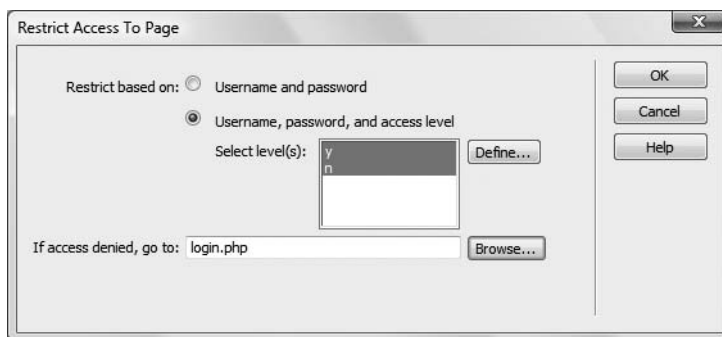 Restrict Access To Page
Restrict based on: Username and password
Username, password, and access level
Select level(s): y
n
Define...
If access denied, go to: login.php Browse...
OK
Cancel
Help